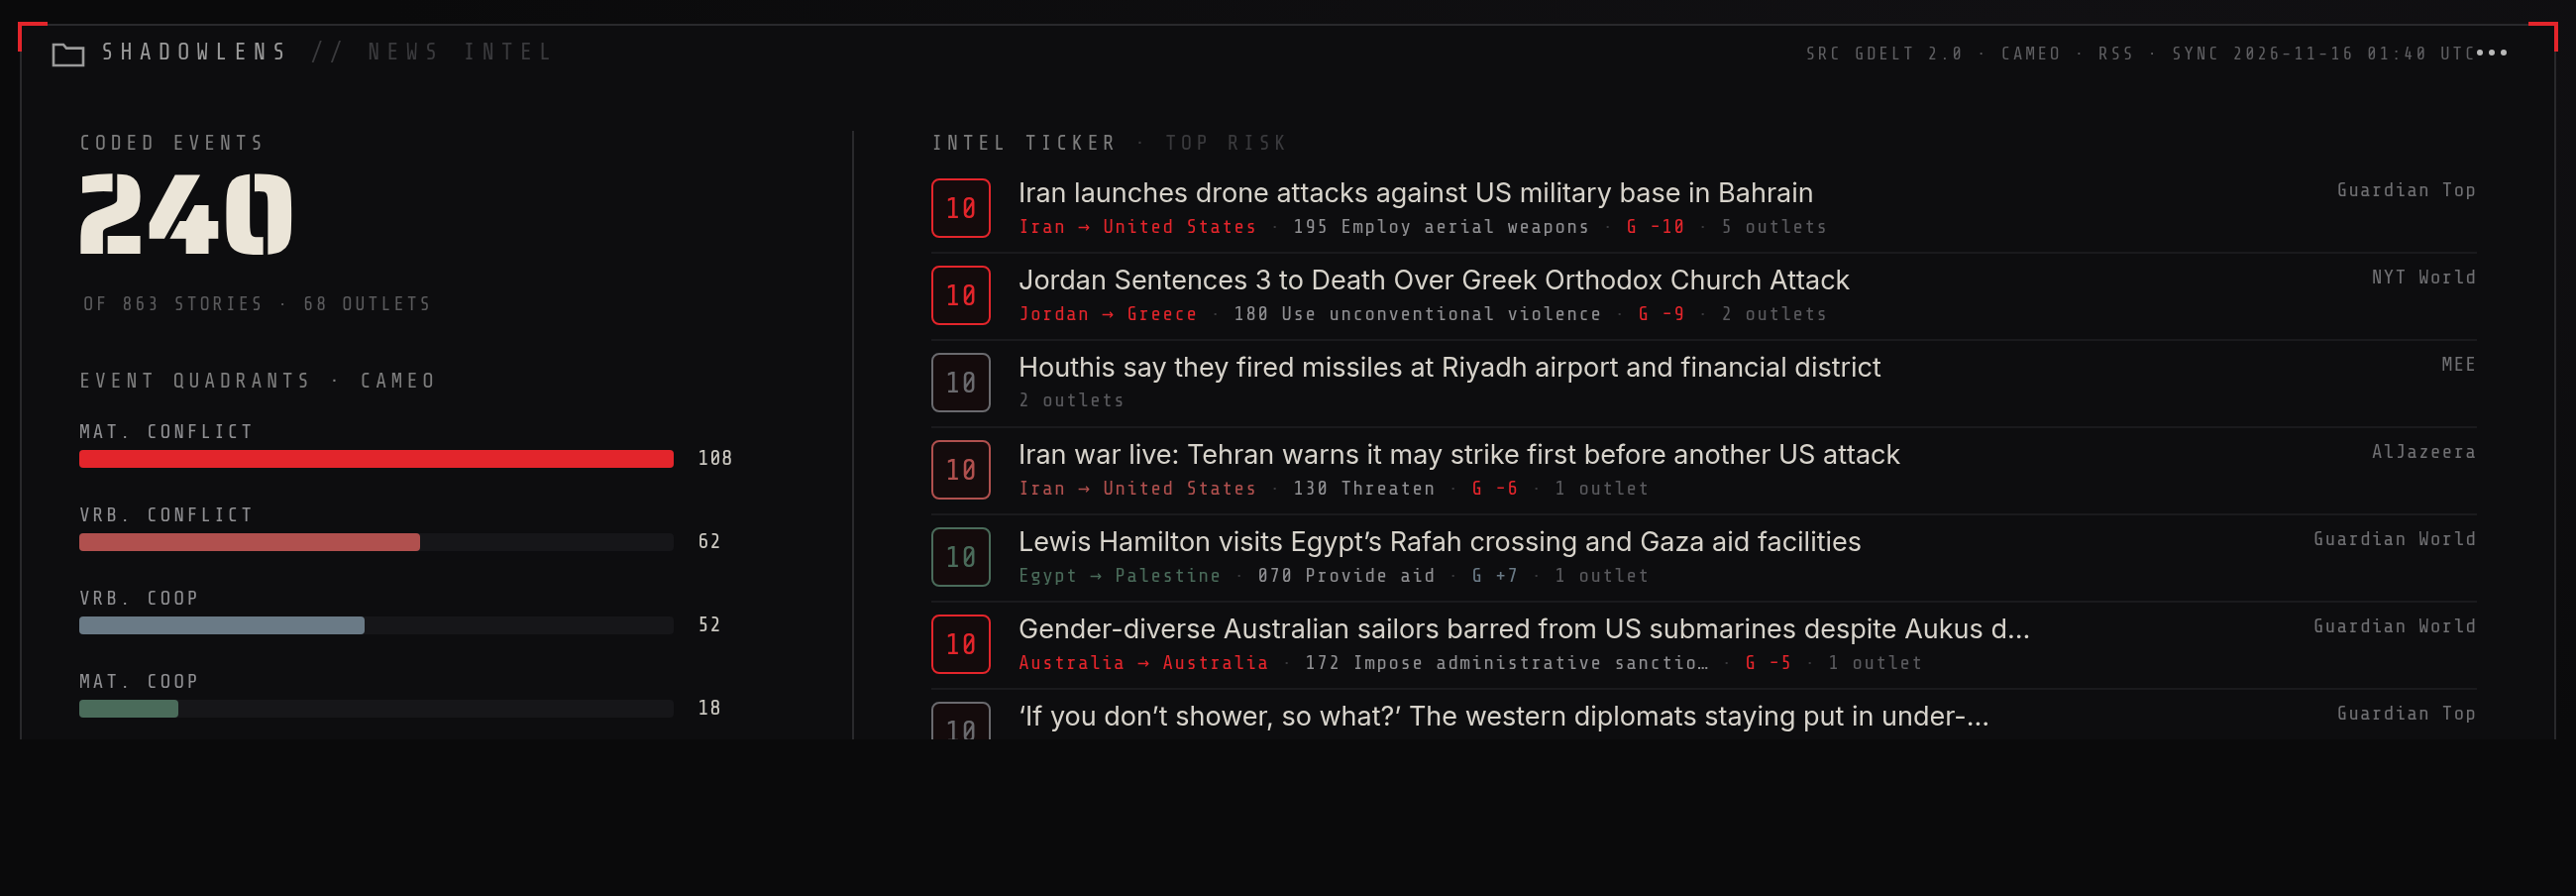 SHADOWLENS // NEWS INTEL
SRC GDELT 2.0 · CAMEO · RSS · SYNC 2026-11-16 01:40 UTC
CODED EVENTS
240
OF 863 STORIES · 68 OUTLETS
EVENT QUADRANTS · CAMEO
MAT. CONFLICT
108
VRB. CONFLICT
62
VRB. COOP
52
MAT. COOP
18
INTEL TICKER · TOP RISK
10 Iran launches drone attacks against US military base in Bahrain Guardian Top
Iran → United States · 195 Employ aerial weapons · G -10 · 5 outlets
10 Jordan Sentences 3 to Death Over Greek Orthodox Church Attack NYT World
Jordan → Greece · 180 Use unconventional violence · G -9 · 2 outlets
10 Houthis say they fired missiles at Riyadh airport and financial district MEE
2 outlets
10 Iran war live: Tehran warns it may strike first before another US attack AlJazeera
Iran → United States · 130 Threaten · G -6 · 1 outlet
10 Lewis Hamilton visits Egypt’s Rafah crossing and Gaza aid facilities Guardian World
Egypt → Palestine · 070 Provide aid · G +7 · 1 outlet
10 Gender-diverse Australian sailors barred from US submarines despite Aukus d… Guardian World
Australia → Australia · 172 Impose administrative sanctio… · G -5 · 1 outlet
10 ‘If you don’t shower, so what?’ The western diplomats staying put in under-… Guardian Top